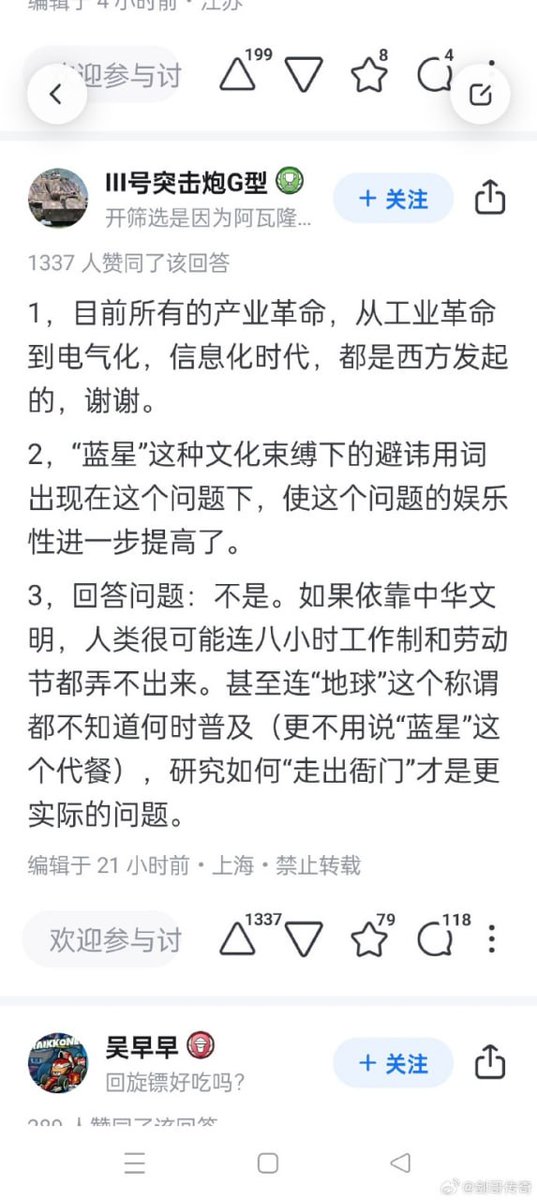 编辑于 4 小时前・江苏
迎参与讨
199
8
4
III号突击炮G型
+ 关注
开筛选是因为阿瓦隆...
1337 人赞同了该回答
1，目前所有的产业革命，从工业革命
到电气化，信息化时代，都是西方发起
的，谢谢。
2，“蓝星”这种文化束缚下的避讳用词
出现在这个问题下，使这个问题的娱乐
性进一步提高了。
3，回答问题：不是。如果依靠中华文
明，人类很可能连八小时工作制和劳动
节都弄不出来。甚至连“地球”这个称谓
都不知道何时普及（更不用说“蓝星”这
个代餐），研究如何“走出衙门”才是更
实际的问题。
编辑于 21 小时前・上海・禁止转载
欢迎参与讨
1337
79
118
吴早早
+ 关注
回旋镖好吃吗？
289 人赞同了该回答